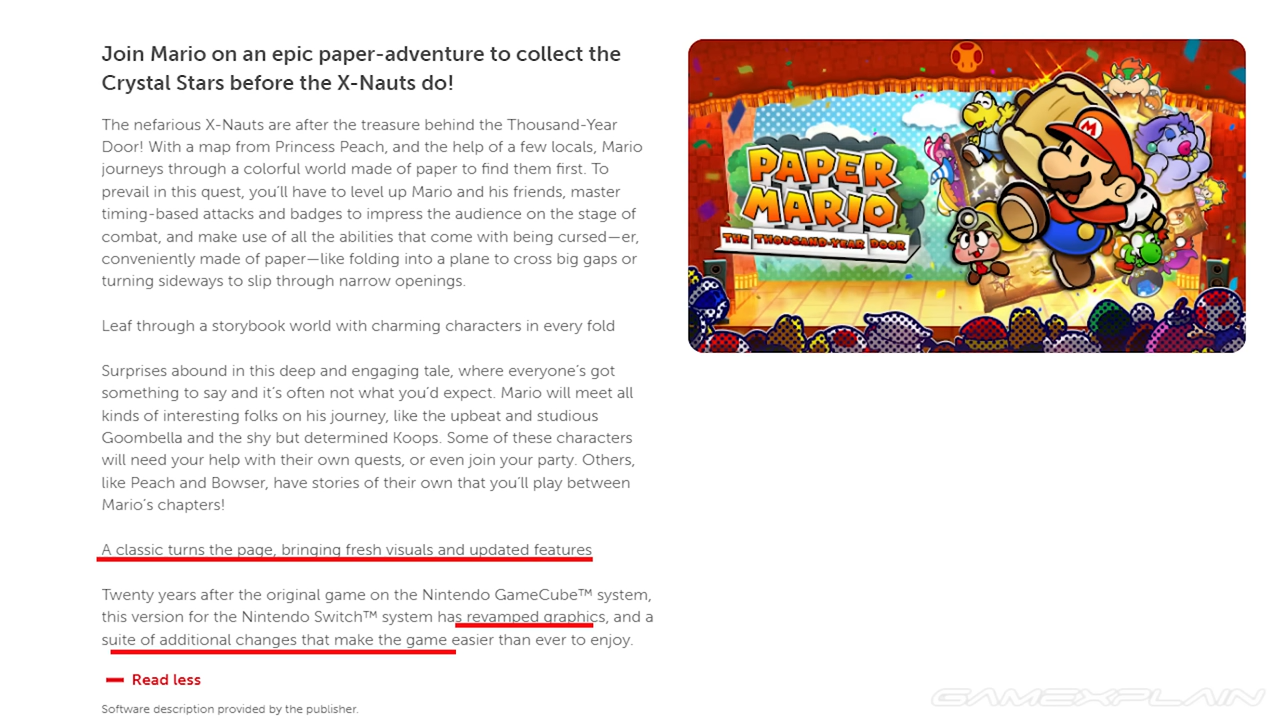 Join Mario on an epic paper-adventure to collect the
Crystal Stars before the X-Nauts do!
The nefarious X-Nauts are after the treasure behind the Thousand-Year
Door! With a map from Princess Peach, and the help of a few locals, Mario
journeys through a colorful world made of paper to find them first. To
prevail in this quest, you’ll have to level up Mario and his friends, master
timing-based attacks and badges to impress the audience on the stage of
combat, and make use of all the abilities that come with being cursed—er,
conveniently made of paper—like folding into a plane to cross big gaps or
turning sideways to slip through narrow openings.
Leaf through a storybook world with charming characters in every fold
Surprises abound in this deep and engaging tale, where everyone’s got
something to say and it’s often not what you’d expect. Mario will meet all
kinds of interesting folks on his journey, like the upbeat and studious
Goombella and the shy but determined Koops. Some of these characters
will need your help with their own quests, or even join your party. Others,
like Peach and Bowser, have stories of their own that you’ll play between
Mario’s chapters!
A classic turns the page, bringing fresh visuals and updated features
Twenty years after the original game on the Nintendo GameCube™ system,
this version for the Nintendo Switch™ system has revamped graphics, and a
suite of additional changes that make the game easier than ever to enjoy.
Read less
Software description provided by the publisher.
PAPER
MARIO
THE THOUSAND-YEAR DOOR
M
GAMEXPLAIN